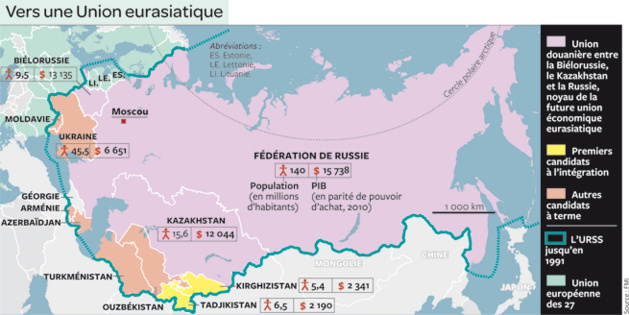 Vers une Union eurasiatique
BIÉLORUSSIE
9,5 $ 13 135
LI. LE. ES.
Abréviations :
ES. Estonie,
LE. Lettonie,
LI. Lituanie.
Cercle polaire arctique
MOLDAVIE
Moscou
UKRAINE
45,5 $ 6 651
FÉDÉRATION DE RUSSIE
140 $ 15 738
Population
(en millions
d'habitants)
PIB
(en parité de pouvoir
d'achat, 2010)
GÉORGIE
ARMÉNIE
AZERBAÏDJAN
KAZAKHSTAN
15,6 $ 12 044
1 000 km
MONGOLIE
CHINE
JAPON
TURKMÉNISTAN
OUZBÉKISTAN
KIRGHIZISTAN 5,4 $ 2 341
TADJIKISTAN 6,5 $ 2 190
Union
douanière entre
la Biélorussie,
le Kazakhstan
et la Russie,
noyau de la
future union
économique
eurasiatique
Premiers
candidats
à l'intégration
Autres
candidats
à terme
L'URSS
jusqu'en
1991
Union
européenne
des 27
Source : FMI